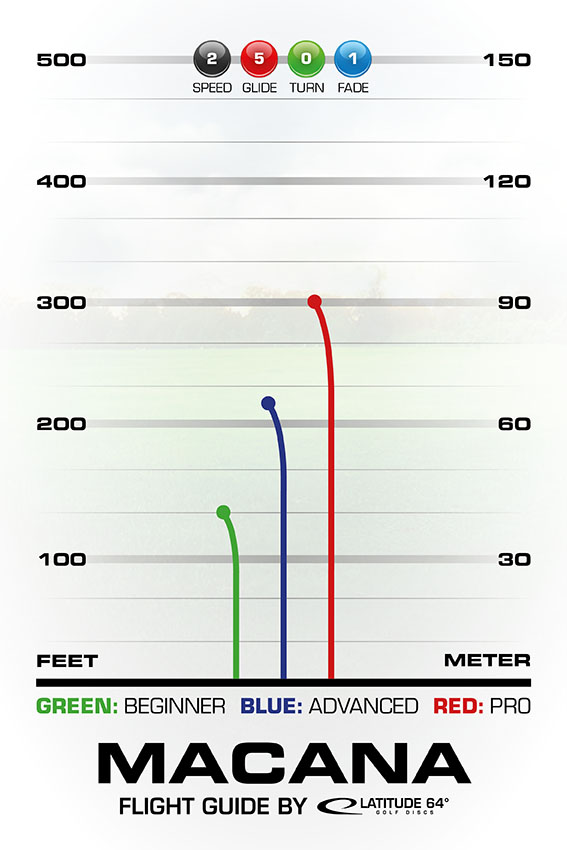 500 2 5 0 1 150
SPEED GLIDE TURN FADE
400 120
300 90
200 60
100 30
FEET METER
GREEN: BEGINNER BLUE: ADVANCED RED: PRO
MACANA
FLIGHT GUIDE BY LATITUDE 64°
GOLF DISCS